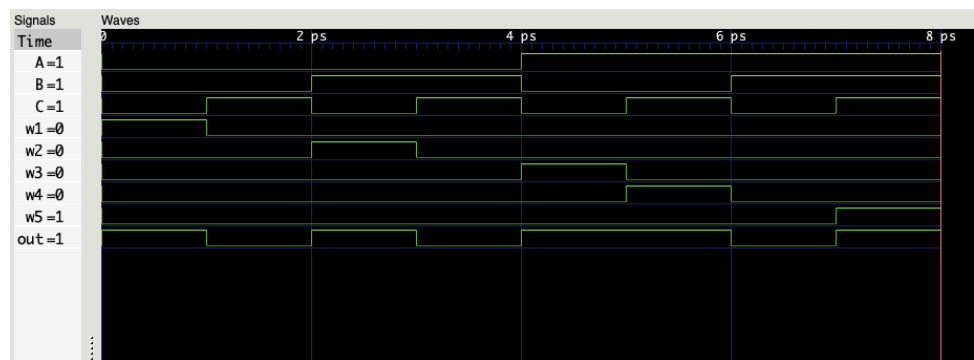 Signals Waves
Time 0 2 ps 4 ps 6 ps 8 ps
A=1
B=1
C=1
w1=0
w2=0
w3=0
w4=0
w5=1
out=1